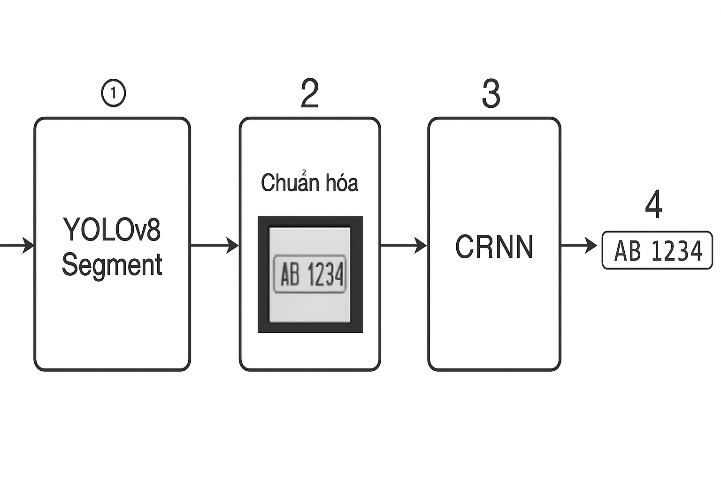 ①
YOLOv8
Segment
2
Chuẩn hóa
AB 1234
3
CRNN
4
AB 1234